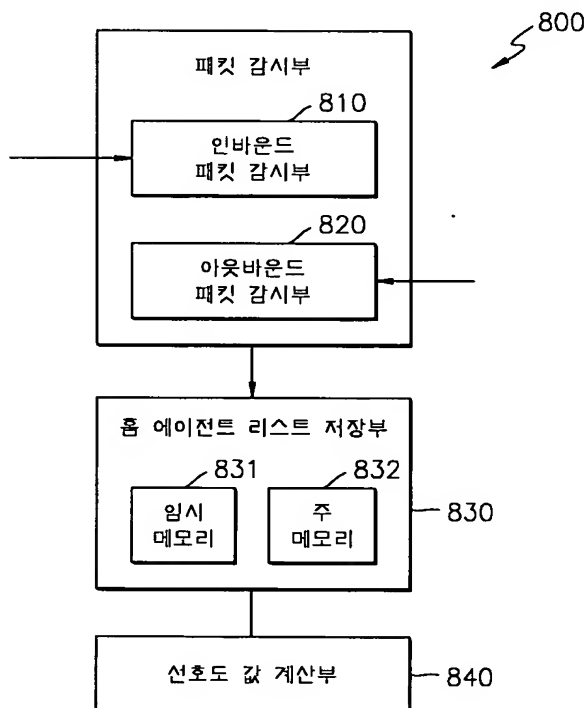 800
패킷 감시부
810
인바운드
패킷 감시부
820
아웃바운드
패킷 감시부
홈 에이전트 리스트 저장부
831
832
임시
메모리
주
메모리
830
선호도 값 계산부
840